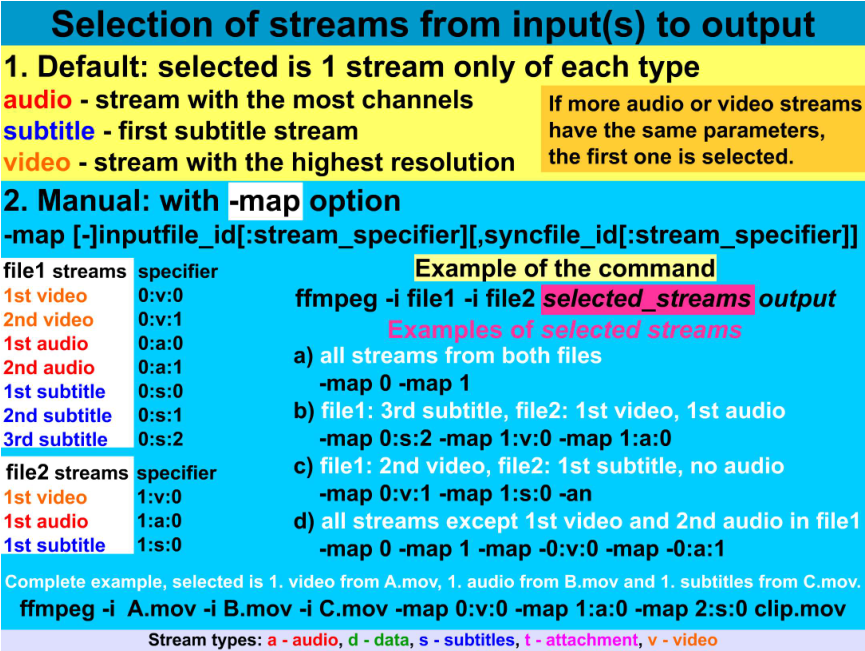 Selection of streams from input(s) to output
1. Default: selected is 1 stream only of each type
audio - stream with the most channels
subtitle - first subtitle stream
video - stream with the highest resolution
If more audio or video streams
have the same parameters,
the first one is selected.
2. Manual: with -map option
-map [-]inputfile_id[:stream_specifier][,syncfile_id[:stream_specifier]]
file1 streams specifier
1st video 0:v:0
2nd video 0:v:1
1st audio 0:a:0
2nd audio 0:a:1
1st subtitle 0:s:0
2nd subtitle 0:s:1
3rd subtitle 0:s:2
file2 streams specifier
1st video 1:v:0
1st audio 1:a:0
1st subtitle 1:s:0
Example of the command
ffmpeg -i file1 -i file2 selected_streams output
Examples of selected streams
a) all streams from both files
-map 0 -map 1
b) file1: 3rd subtitle, file2: 1st video, 1st audio
-map 0:s:2 -map 1:v:0 -map 1:a:0
c) file1: 2nd video, file2: 1st subtitle, no audio
-map 0:v:1 -map 1:s:0 -an
d) all streams except 1st video and 2nd audio in file1
-map 0 -map 1 -map -0:v:0 -map -0:a:1
Complete example, selected is 1. video from A.mov, 1. audio from B.mov and 1. subtitles from C.mov.
ffmpeg -i A.mov -i B.mov -i C.mov -map 0:v:0 -map 1:a:0 -map 2:s:0 clip.mov
Stream types: a - audio, d - data, s - subtitles, t - attachment, v - video